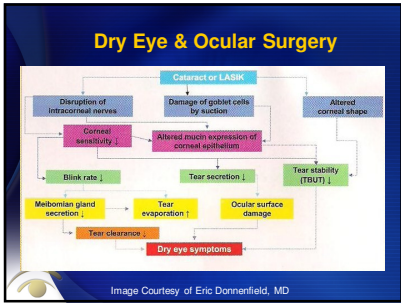 Dry Eye & Ocular Surgery
Cataract or LASIK
Disruption of
intracorneal nerves
Damage of goblet cells
by suction
Altered
corneal shape
Corneal
sensitivity ↓
Altered mucin expression of
corneal epithelium
Blink rate ↓
Tear secretion ↓
Tear stability
(TBUT) ↓
Meibomian gland
secretion ↓
Tear
evaporation ↑
Ocular surface
damage
Tear clearance ↓
Dry eye symptoms
Image Courtesy of Eric Donnenfield, MD